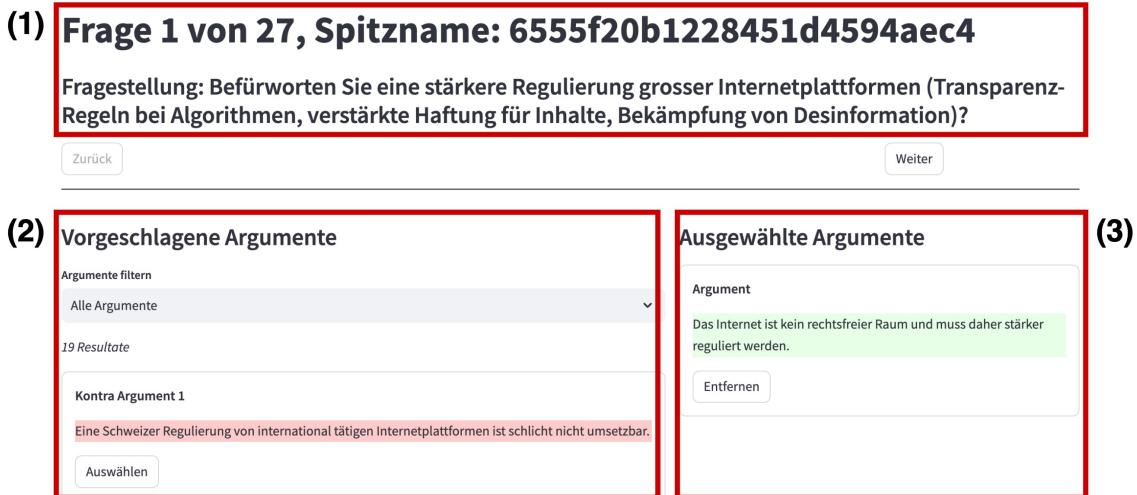 (1)
Frage 1 von 27, Spitzname: 6555f20b1228451d4594aec4
Fragestellung: Befürworten Sie eine stärkere Regulierung grosser Internetplattformen (Transparenz-
Regeln bei Algorithmen, verstärkte Haftung für Inhalte, Bekämpfung von Desinformation)?
Zurück
Weiter
(2)
Vorgeschlagene Argumente
Argumente filtern
Alle Argumente
19 Resultate
Kontra Argument 1
Eine Schweizer Regulierung von international tätigen Internetplattformen ist schlicht nicht umsetzbar.
Auswählen
Ausgewählte Argumente
(3)
Argument
Das Internet ist kein rechtsfreier Raum und muss daher stärker
reguliert werden.
Entfernen